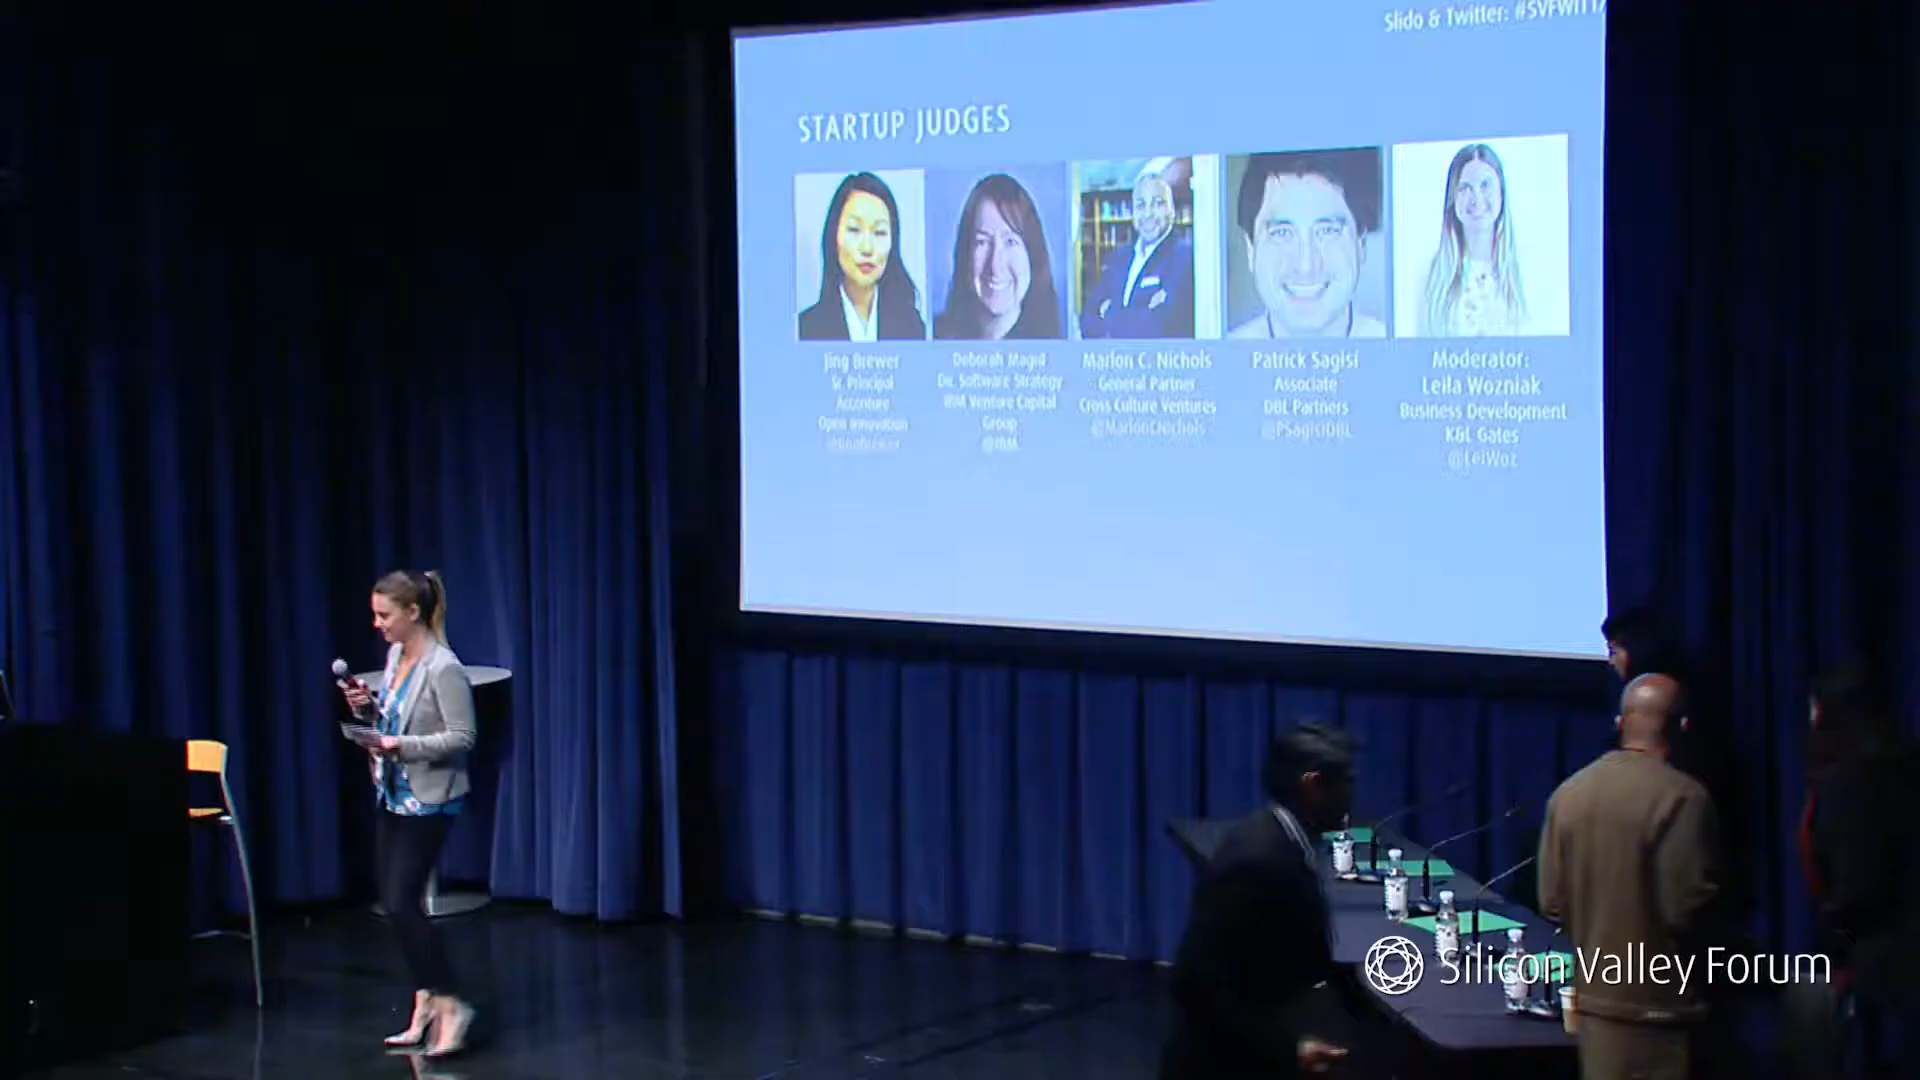 Slido & Twitter: #SVFWIT17
STARTUP JUDGES
Jing Brewer
Sr. Principal
Accenture
Open Innovation
Deborah Magid
Dir. Software Strategy
IBM Venture Capital
Group
@IBM
Marlon C. Nichols
General Partner
Cross Culture Ventures
@MarlonCNichols
Patrick Sagisi
Associate
DBL Partners
@PSagisiDBL
Moderator:
Leila Wozniak
Business Development
K&L Gates
@LeiWoz
Silicon Valley Forum